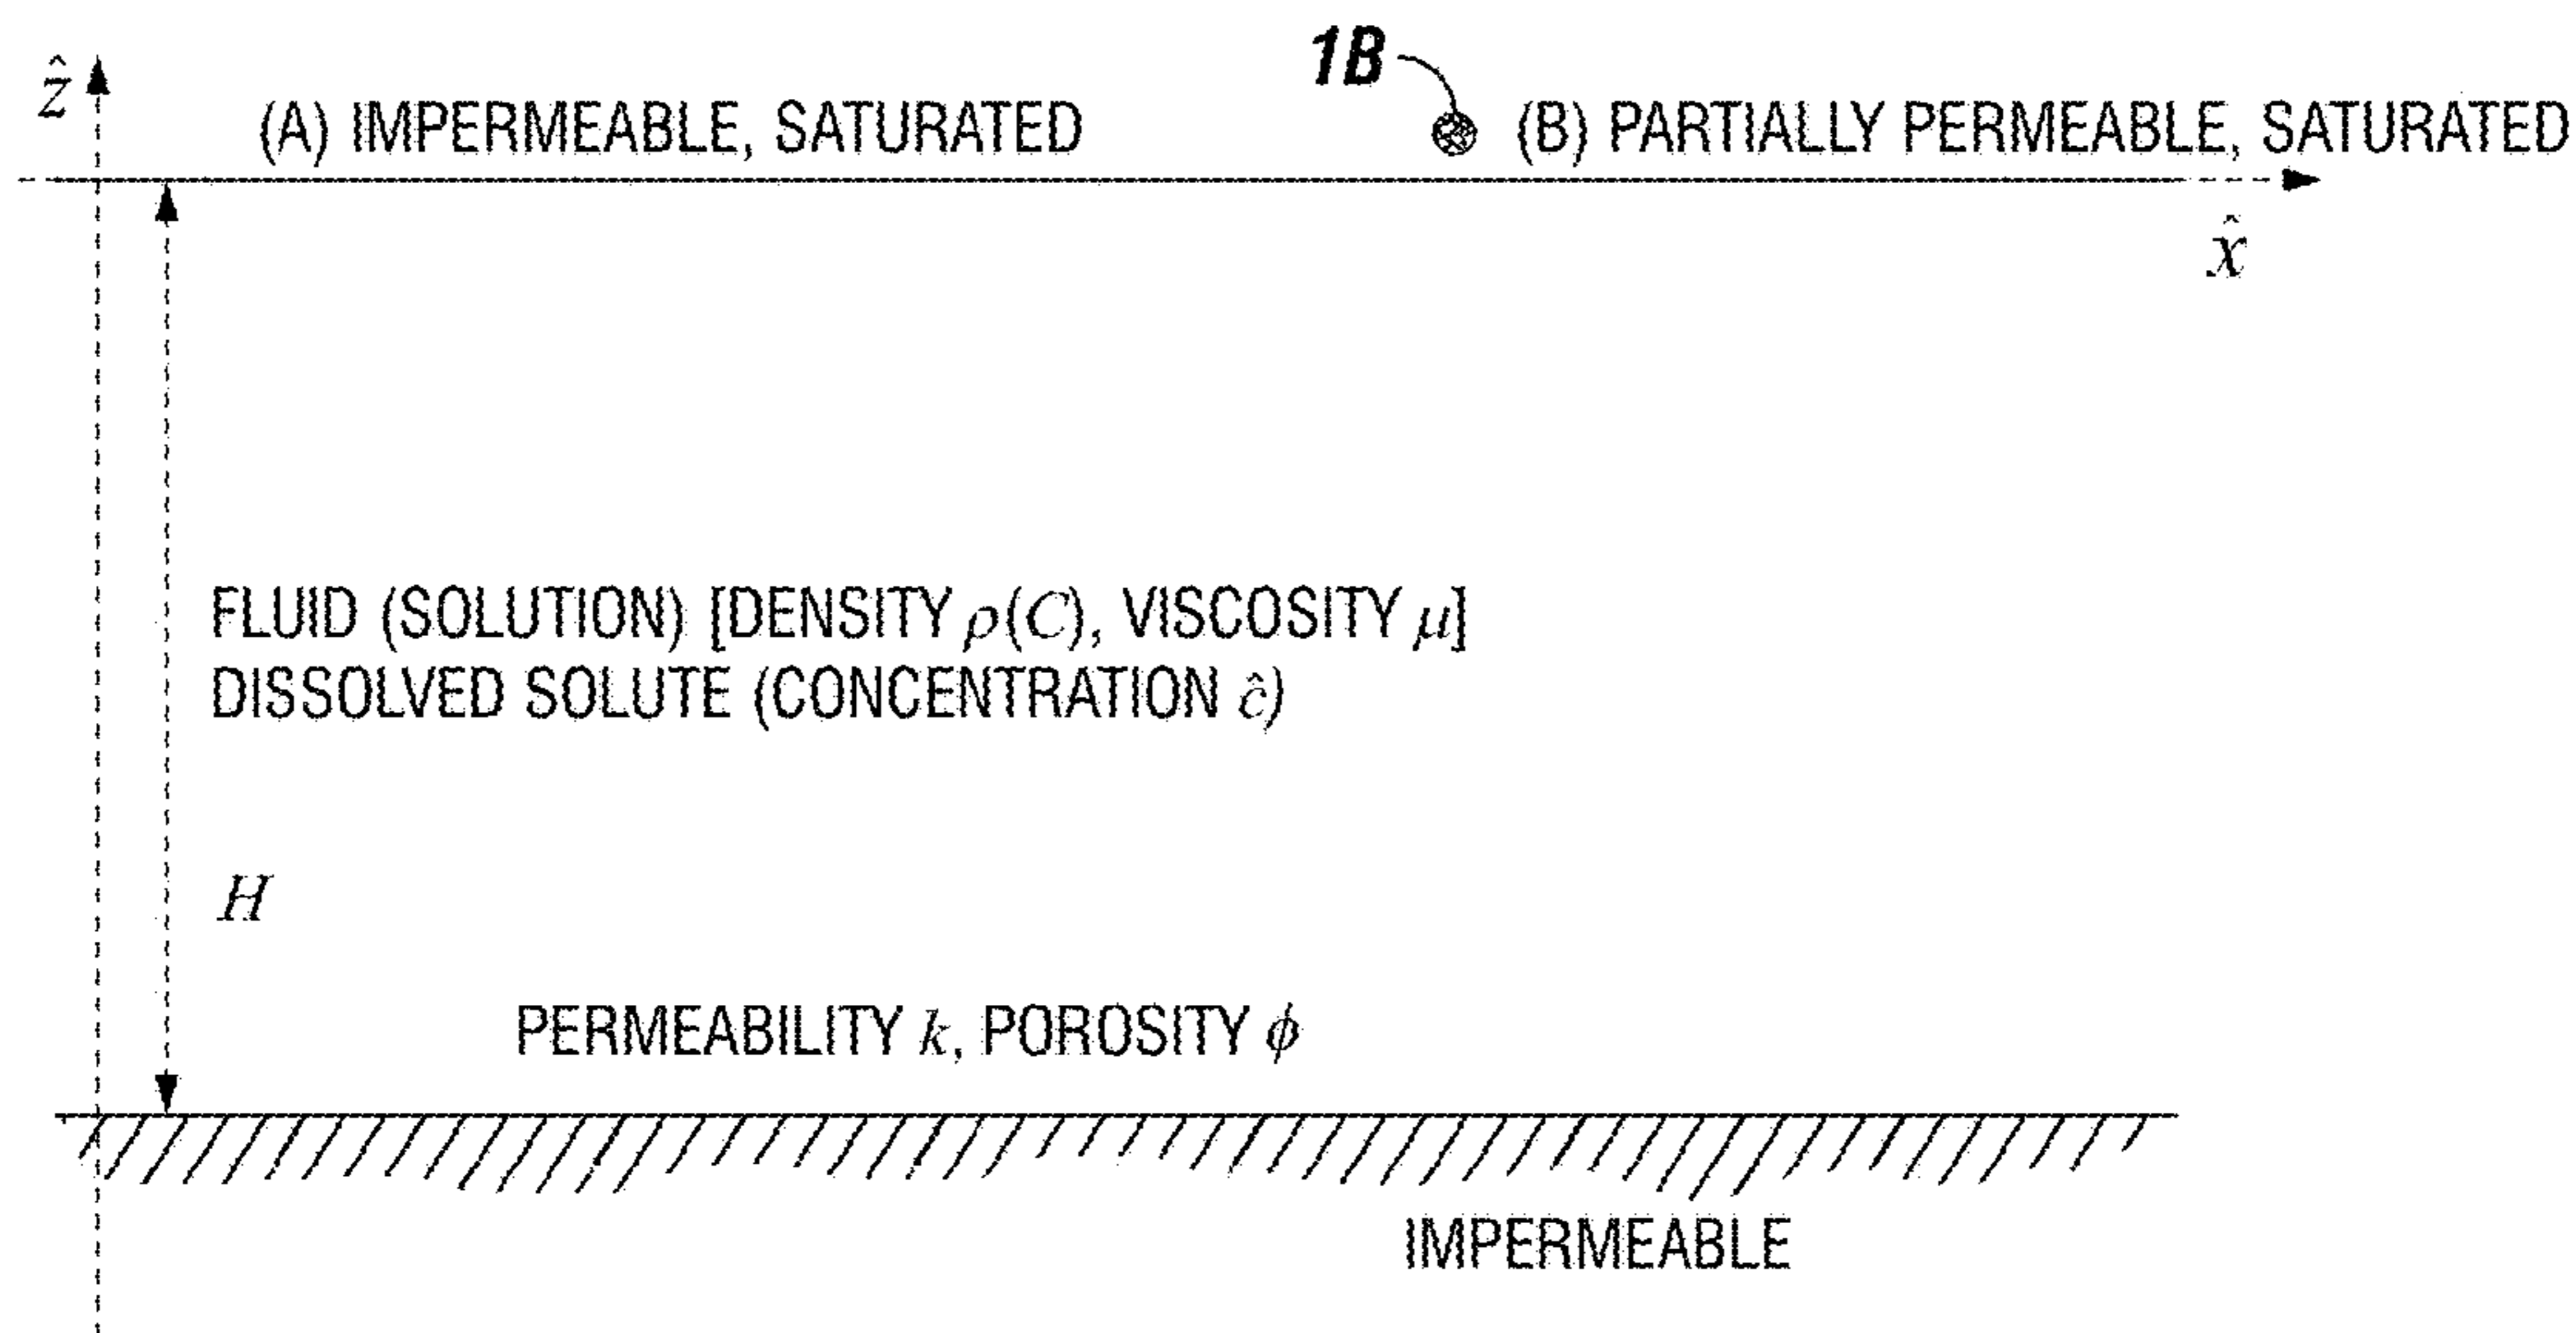 1B
ẑ
(A) IMPERMEABLE, SATURATED
(B) PARTIALLY PERMEABLE, SATURATED
x̂
FLUID (SOLUTION) [DENSITY ρ(C), VISCOSITY μ]
DISSOLVED SOLUTE (CONCENTRATION ĉ)
H
PERMEABILITY k, POROSITY ϕ
IMPERMEABLE